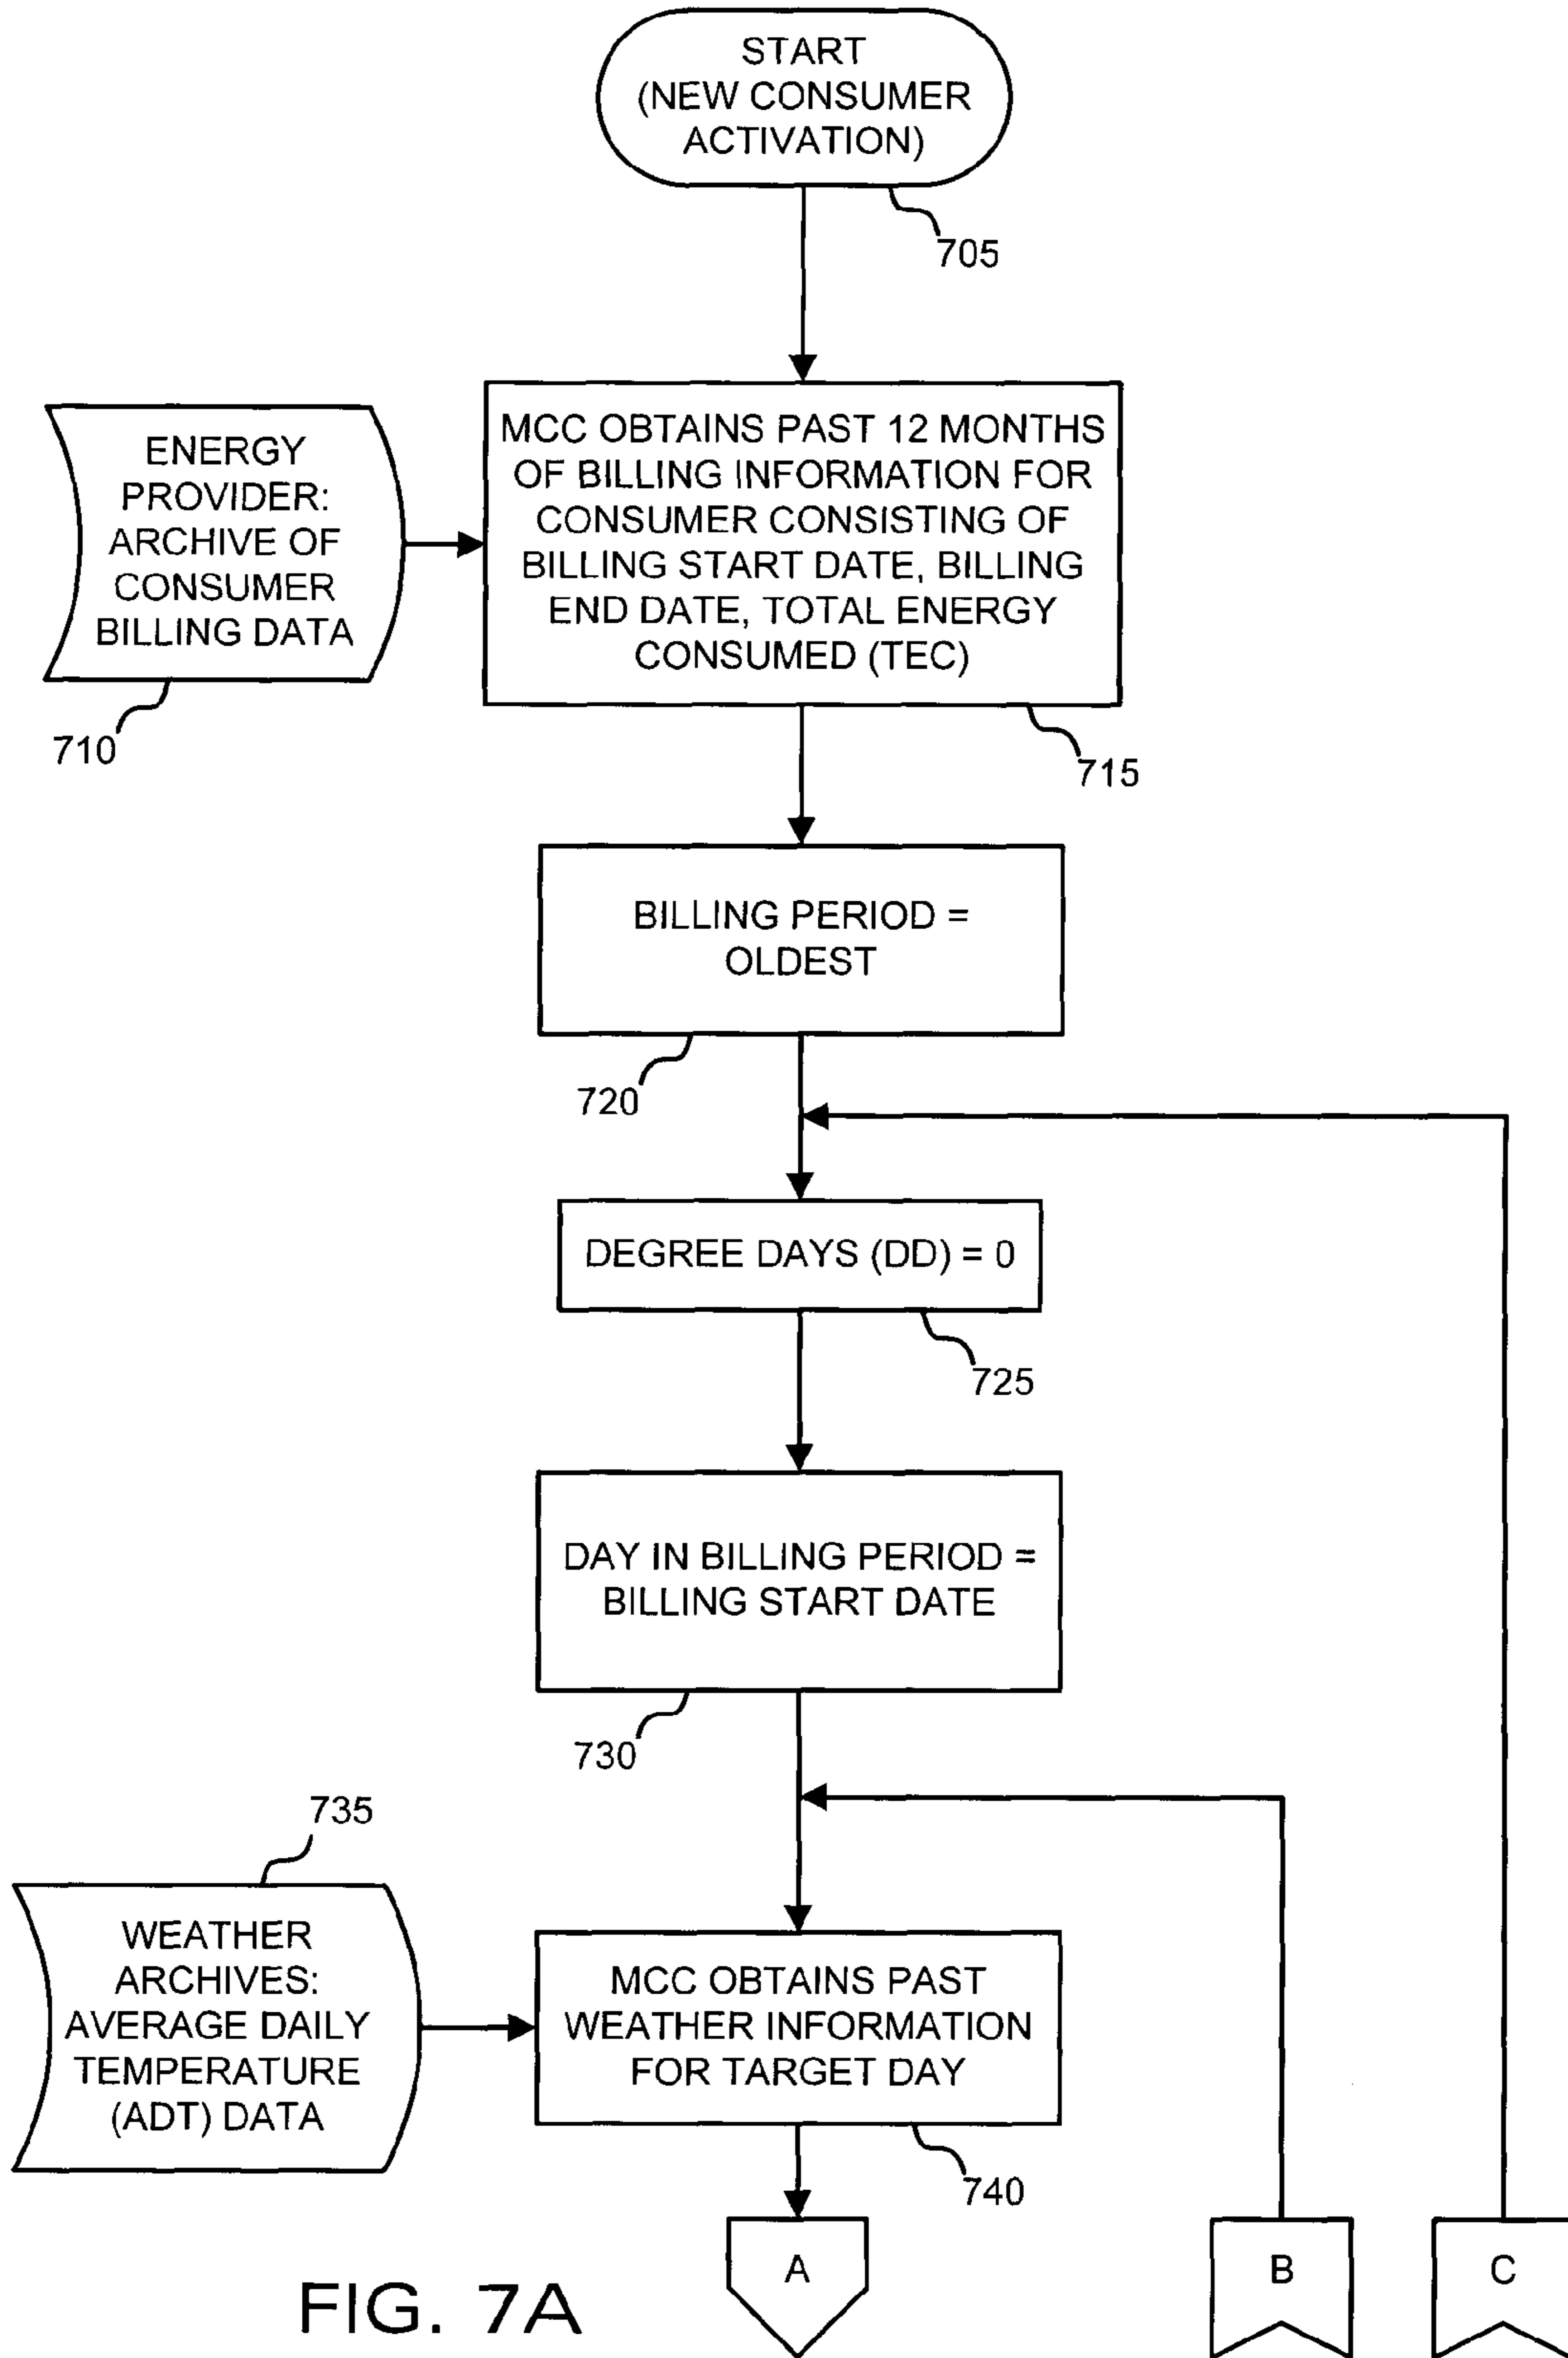 START
(NEW CONSUMER
ACTIVATION)
705
ENERGY
PROVIDER:
ARCHIVE OF
CONSUMER
BILLING DATA
710
MCC OBTAINS PAST 12 MONTHS
OF BILLING INFORMATION FOR
CONSUMER CONSISTING OF
BILLING START DATE, BILLING
END DATE, TOTAL ENERGY
CONSUMED (TEC)
715
BILLING PERIOD =
OLDEST
720
DEGREE DAYS (DD) = 0
725
DAY IN BILLING PERIOD =
BILLING START DATE
730
735
WEATHER
ARCHIVES:
AVERAGE DAILY
TEMPERATURE
(ADT) DATA
MCC OBTAINS PAST
WEATHER INFORMATION
FOR TARGET DAY
740
A
B
C
FIG. 7A